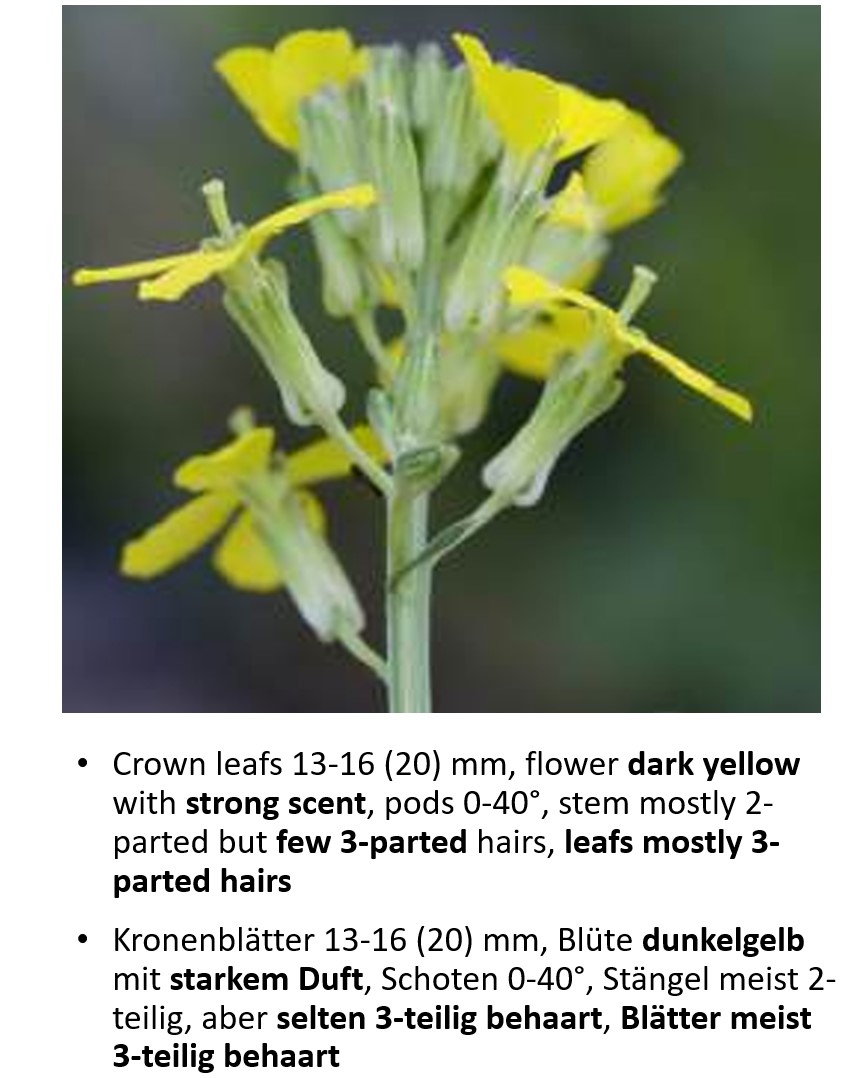 • Crown leafs 13-16 (20) mm, flower dark yellow
with strong scent, pods 0-40°, stem mostly 2-
parted but few 3-parted hairs, leafs mostly 3-
parted hairs
• Kronenblätter 13-16 (20) mm, Blüte dunkelgelb
mit starkem Duft, Schoten 0-40°, Stängel meist 2-
teilig, aber selten 3-teilig behaart, Blätter meist
3-teilig behaart